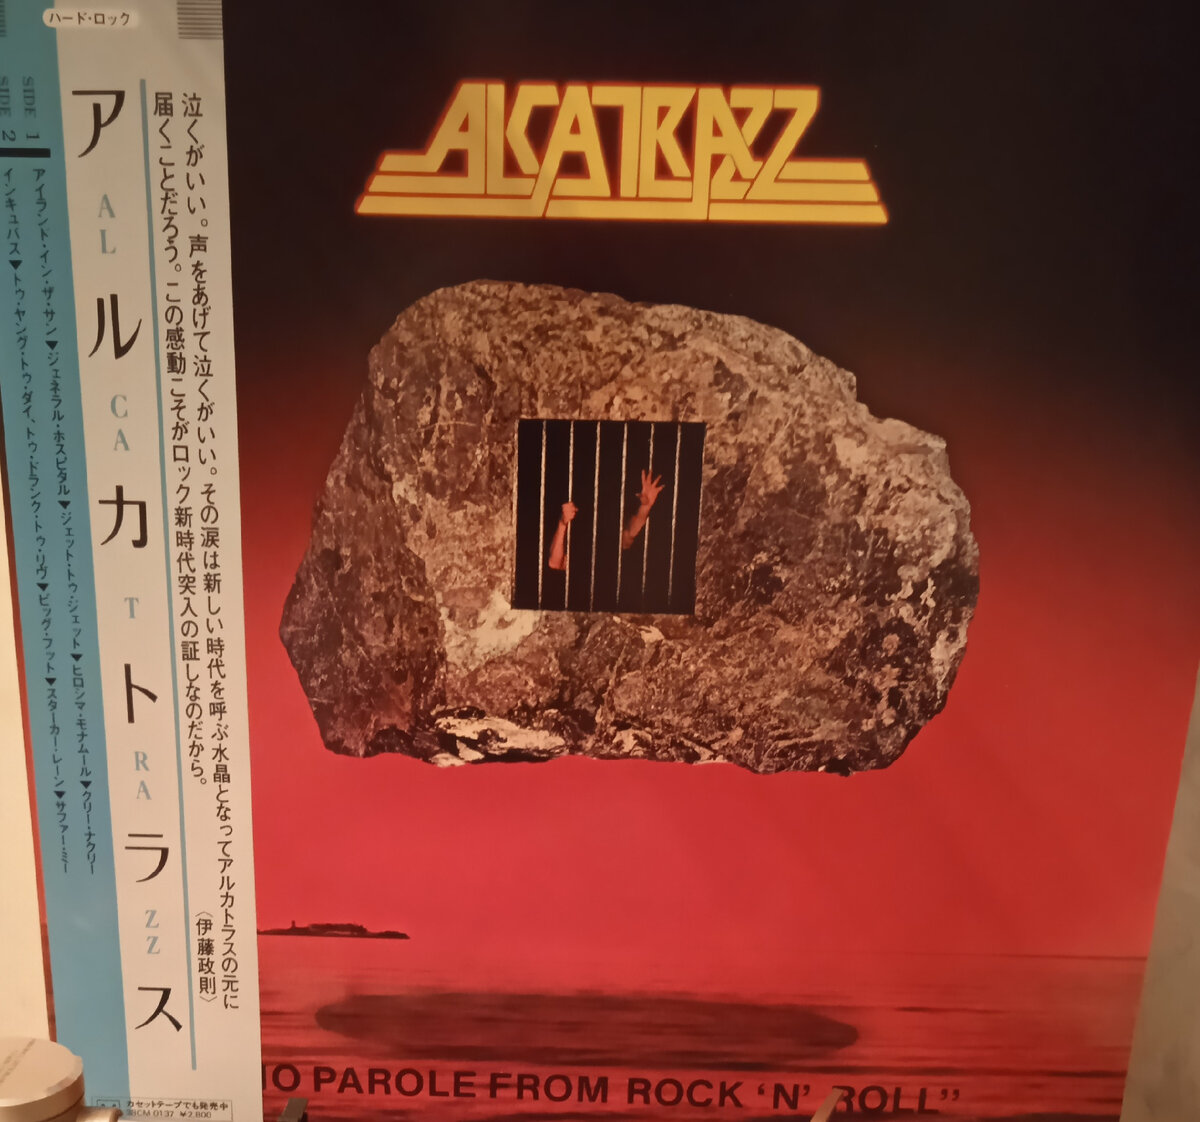 ハード・ロック
ALCATRAZZ
泣くがいい。声をあげて泣くがいい。その涙は新しい時代を呼ぶ水晶となってアルカトラスの元に
届くことだろう。この感動こそがロック新時代突入の証しなのだから。
〈伊藤政則〉
アルカトラス
ALCATRAZZ
SIDE 1
アイランド・イン・ザ・サン▼ジェネラル・ホスピタル▼ジェット・トゥ・ジェット▼ヒロシマ・モナムール▼クリー・ナクリー
SIDE 2
インキュバス▼トゥ・ヤング・トゥ・ダイ、トゥ・ドランク・トゥ・リヴ▼ビッグ・フット▼スターカー・レーン▼サファー・ミー
カセットテープでも発売中
¥2,800
PAROLE FROM ROCK 'N' ROLL"